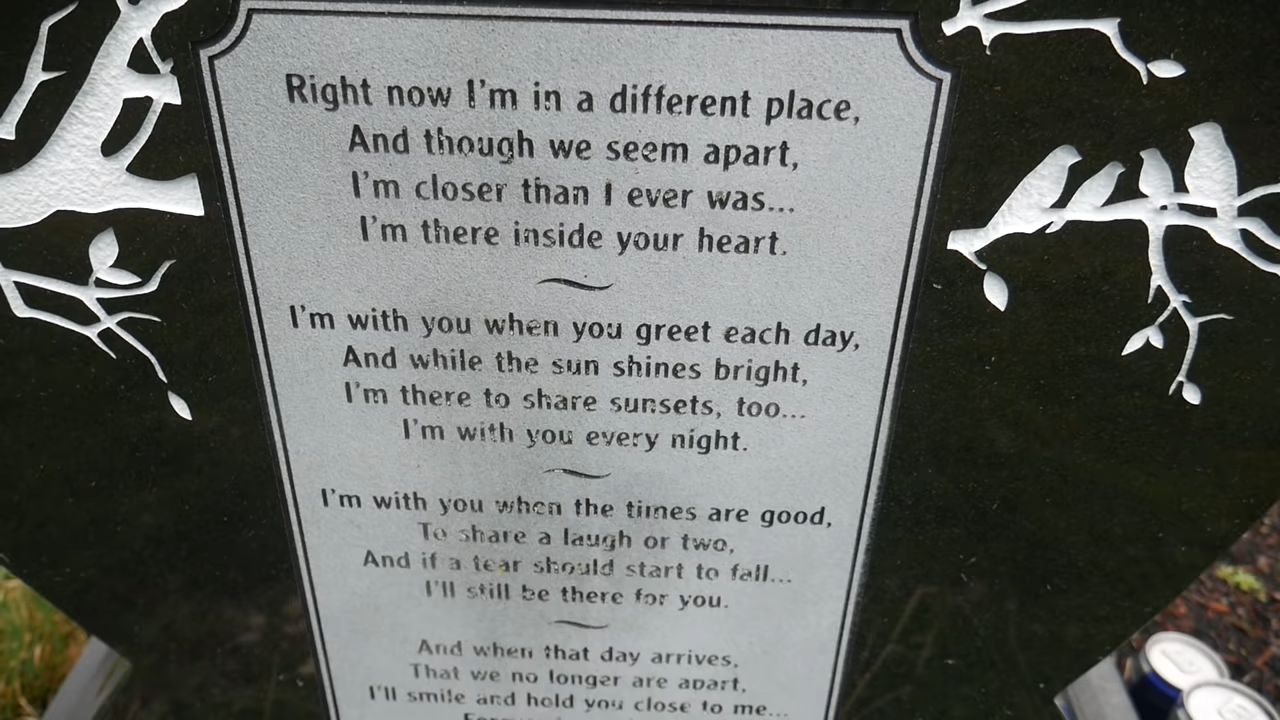 Right now I'm in a different place,
And though we seem apart,
I'm closer than I ever was...
I'm there inside your heart.
I'm with you when you greet each day,
And while the sun shines bright,
I'm there to share sunsets, too...
I'm with you every night.
I'm with you when the times are good,
To share a laugh or two,
And if a tear should start to fall...
I'll still be there for you.
And when that day arrives,
That we no longer are apart,
I'll smile and hold you close to me...